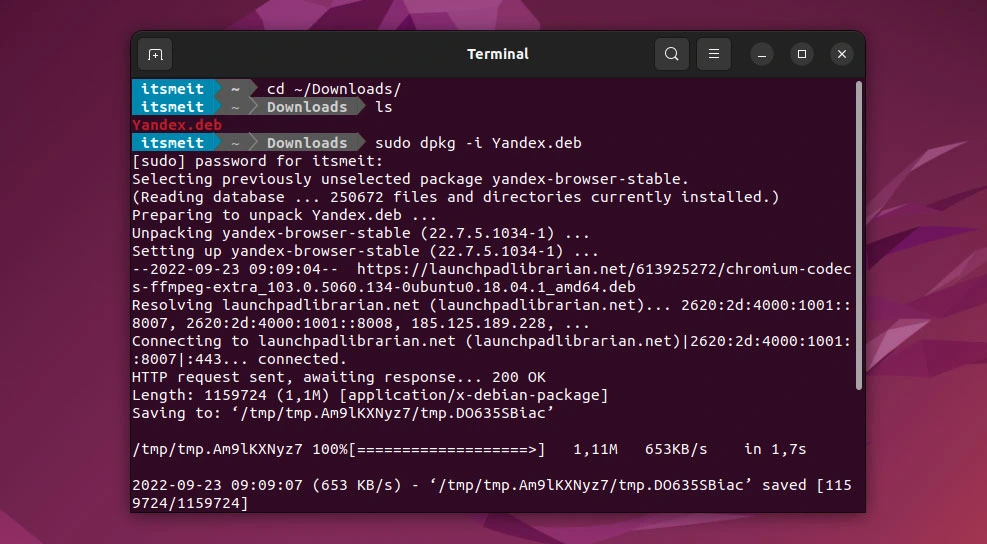 Terminal
itsmeit ~ cd ~/Downloads/
itsmeit ~ Downloads ls
Yandex.deb
itsmeit ~ Downloads sudo dpkg -i Yandex.deb
[sudo] password for itsmeit:
Selecting previously unselected package yandex-browser-stable.
(Reading database ... 250672 files and directories currently installed.)
Preparing to unpack Yandex.deb ...
Unpacking yandex-browser-stable (22.7.5.1034-1) ...
Setting up yandex-browser-stable (22.7.5.1034-1) ...
--2022-09-23 09:09:04--  https://launchpadlibrarian.net/613925272/chromium-codec
s-ffmpeg-extra_103.0.5060.134-0ubuntu0.18.04.1_amd64.deb
Resolving launchpadlibrarian.net (launchpadlibrarian.net)... 2620:2d:4000:1001::
8007, 2620:2d:4000:1001::8008, 185.125.189.228, ...
Connecting to launchpadlibrarian.net (launchpadlibrarian.net)|2620:2d:4000:1001:
:8007|:443... connected.
HTTP request sent, awaiting response... 200 OK
Length: 1159724 (1,1M) [application/x-debian-package]
Saving to: ‘/tmp/tmp.Am9lKXNyz7/tmp.DO635SBiac’
/tmp/tmp.Am9lKXNyz7 100%[===================>]   1,11M   653KB/s    in 1,7s
2022-09-23 09:09:07 (653 KB/s) - ‘/tmp/tmp.Am9lKXNyz7/tmp.DO635SBiac’ saved [115
9724/1159724]